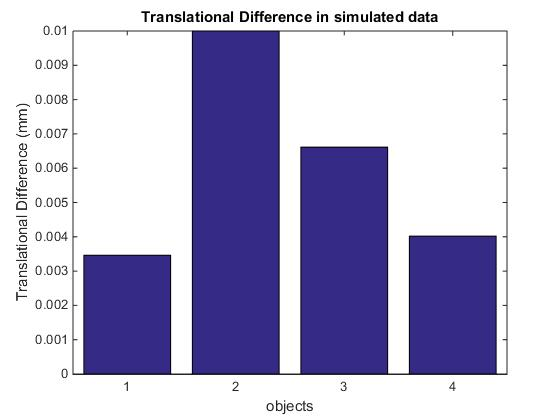 Translational Difference in simulated data
0.01
0.009
0.008
0.007
0.006
0.005
0.004
0.003
0.002
0.001
0
Translational Difference (mm)
1 2 3 4
objects